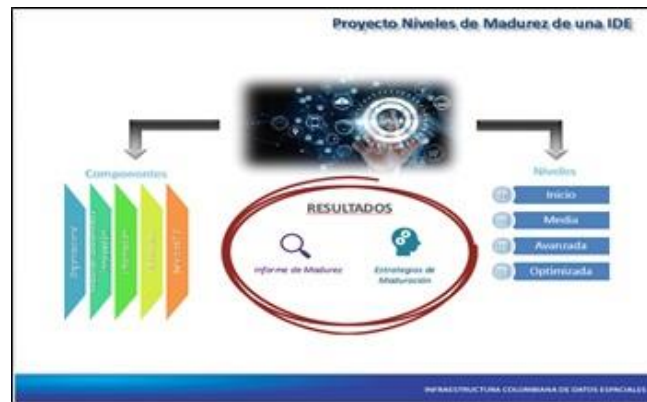 Proyecto Niveles de Madurez de una IDE
Componentes
Niveles
Inicio
Media
Avanzada
Optimizada
RESULTADOS
Informe de Madurez
Estrategias de
Maduración
INFRAESTRUCTURA COLOMBIANA DE DATOS ESPACIALES